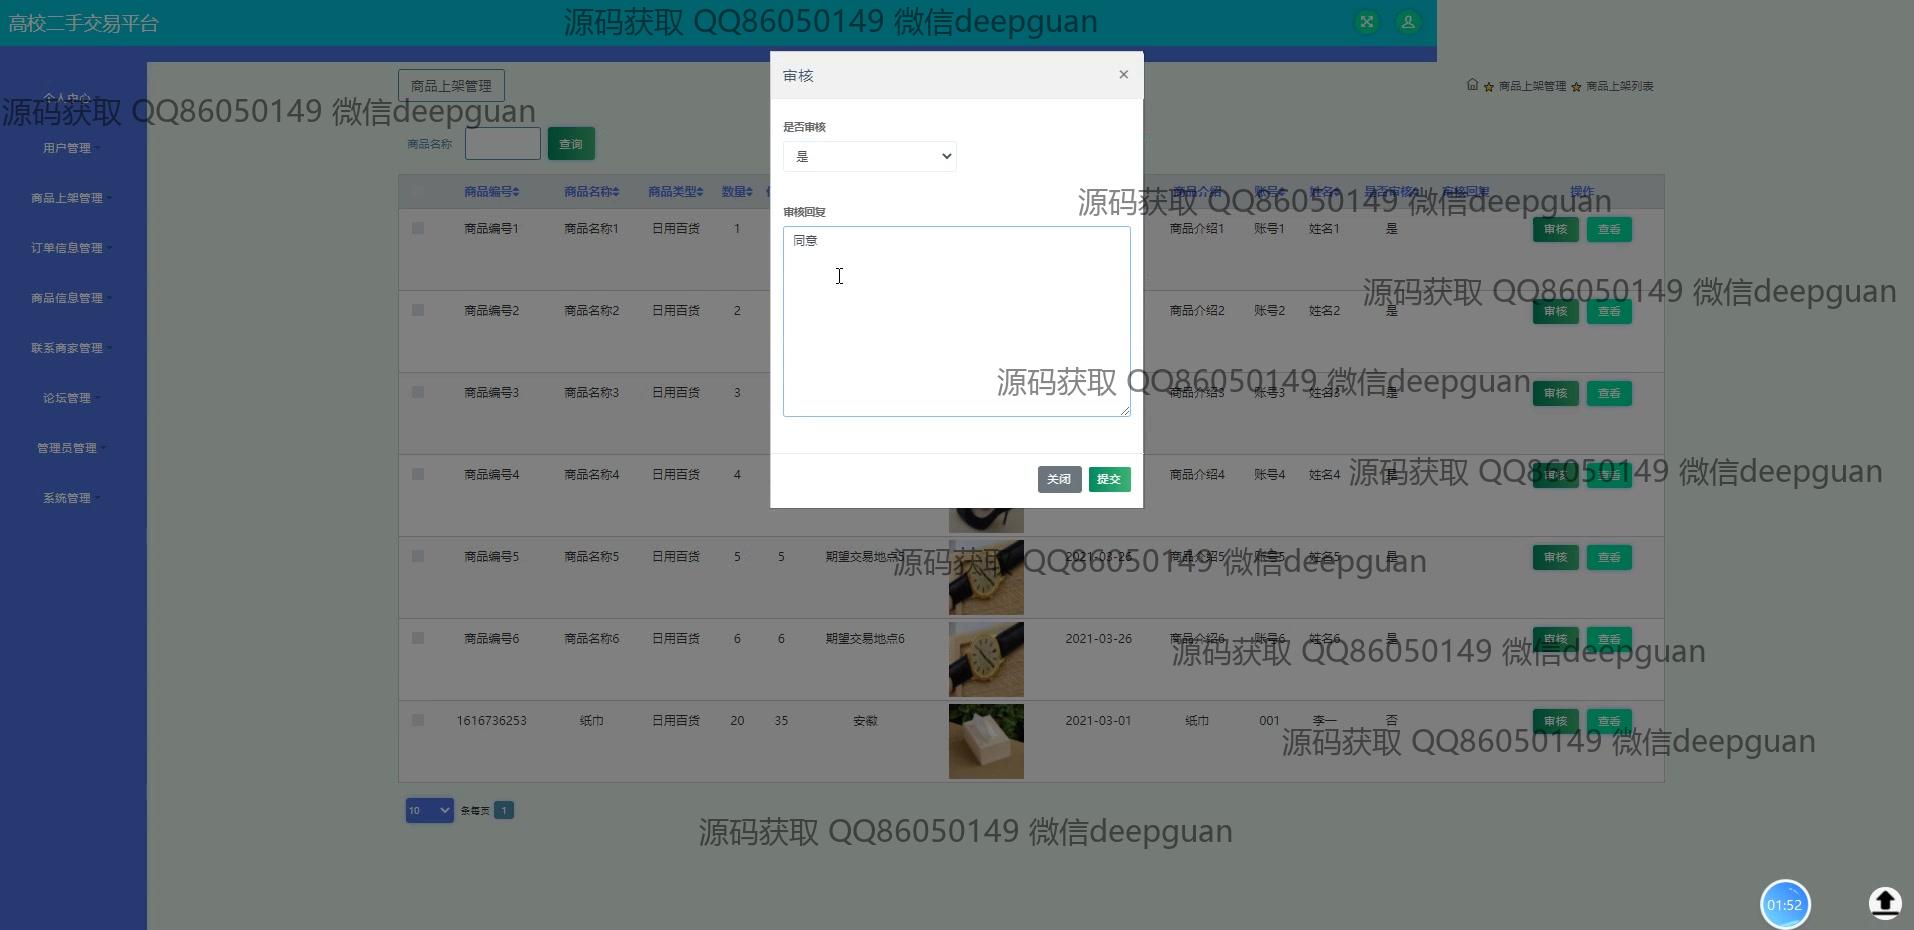 高校二手交易平台
源码获取 QQ86050149 微信deepguan
审核
×
个人中心
用户管理
商品上架管理
订单信息管理
商品信息管理
联系商家管理
论坛管理
管理员管理
系统管理
源码获取 QQ86050149 微信deepguan
商品上架管理
商品上架管理 商品上架列表
商品名称 查询
是否审核
是
审核回复
同意
关闭 提交
商品编号 商品名称 商品类型 数量 商品介绍 账号 姓名 是否审核 审核回复 操作
源码获取 QQ86050149 微信deepguan
商品编号1 商品名称1 日用百货 1 商品介绍1 账号1 姓名1 是 审核 查看
源码获取 QQ86050149 微信deepguan
商品编号2 商品名称2 日用百货 2 商品介绍2 账号2 姓名2 是 审核 查看
源码获取 QQ86050149 微信deepguan
商品编号3 商品名称3 日用百货 3 商品介绍3 账号3 姓名3 是 审核 查看
源码获取 QQ86050149 微信deepguan
商品编号4 商品名称4 日用百货 4 商品介绍4 账号4 姓名4 是 审核 查看
商品编号5 商品名称5 日用百货 5 5 期望交易地点5 2021-03-26 商品介绍5 账号5 姓名5 是 审核 查看
源码获取 QQ86050149 微信deepguan
商品编号6 商品名称6 日用百货 6 6 期望交易地点6 2021-03-26 商品介绍6 账号6 姓名6 是 审核 查看
源码获取 QQ86050149 微信deepguan
1616736253 纸巾 日用百货 20 35 安徽 2021-03-01 纸巾 001 李一 否 审核 查看
源码获取 QQ86050149 微信deepguan
10 条每页 1
源码获取 QQ86050149 微信deepguan
01:52